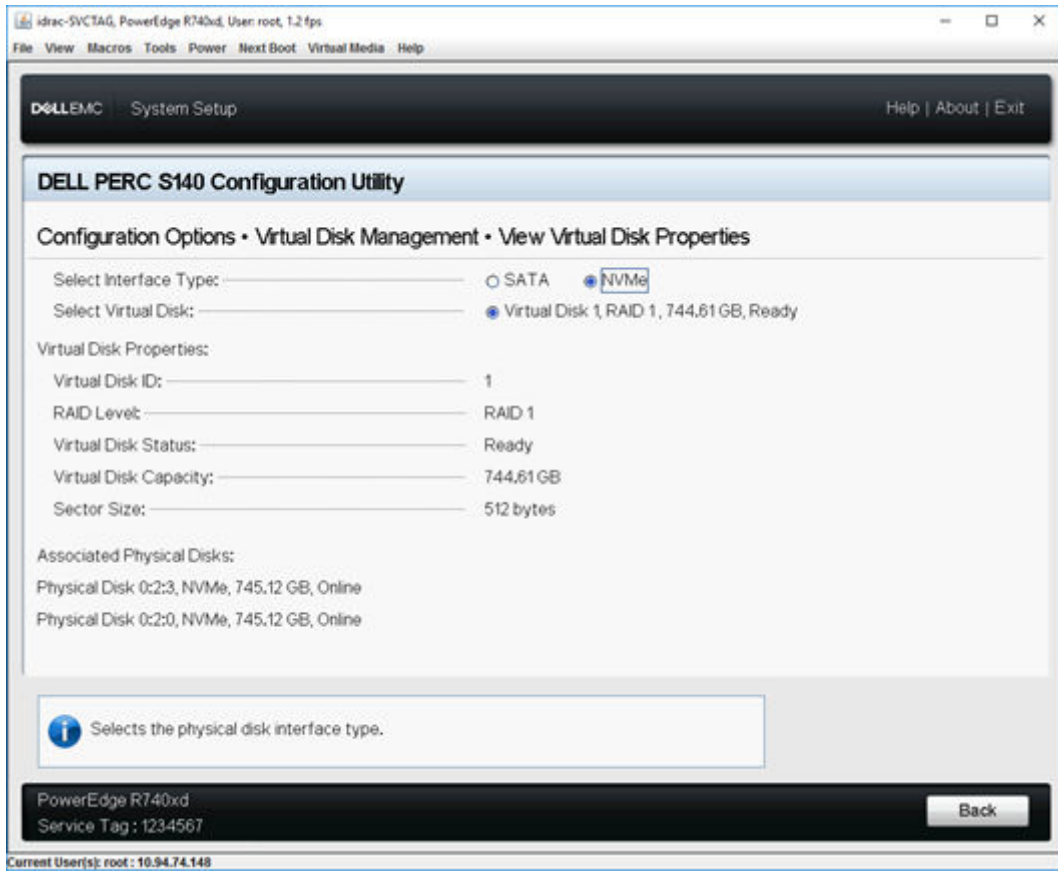 idrac-SVCTAG, PowerEdge R740xd, User: root, 1.2 fps
File View Macros Tools Power Next Boot Virtual Media Help
DELLEMC System Setup Help | About | Exit
DELL PERC S140 Configuration Utility
Configuration Options • Virtual Disk Management • View Virtual Disk Properties
Select Interface Type: SATA NVMe
Select Virtual Disk: Virtual Disk 1, RAID 1, 744.61 GB, Ready
Virtual Disk Properties:
Virtual Disk ID: 1
RAID Level: RAID 1
Virtual Disk Status: Ready
Virtual Disk Capacity: 744.61 GB
Sector Size: 512 bytes
Associated Physical Disks:
Physical Disk 0:2:3, NVMe, 745.12 GB, Online
Physical Disk 0:2:0, NVMe, 745.12 GB, Online
Selects the physical disk interface type.
PowerEdge R740xd
Service Tag : 1234567
Back
Current User(s): root : 10.94.74.148